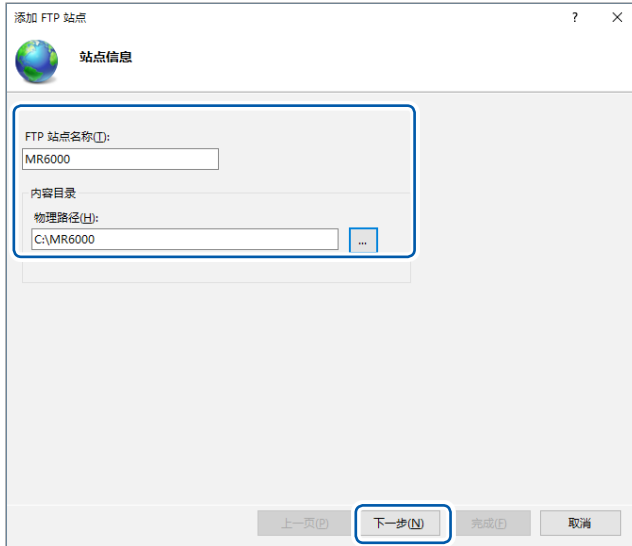 添加 FTP 站点
?
站点信息
FTP 站点名称(T):
MR6000
内容目录
物理路径(H):
C:\MR6000
...
上一页(P) 下一步(N) 完成(F) 取消